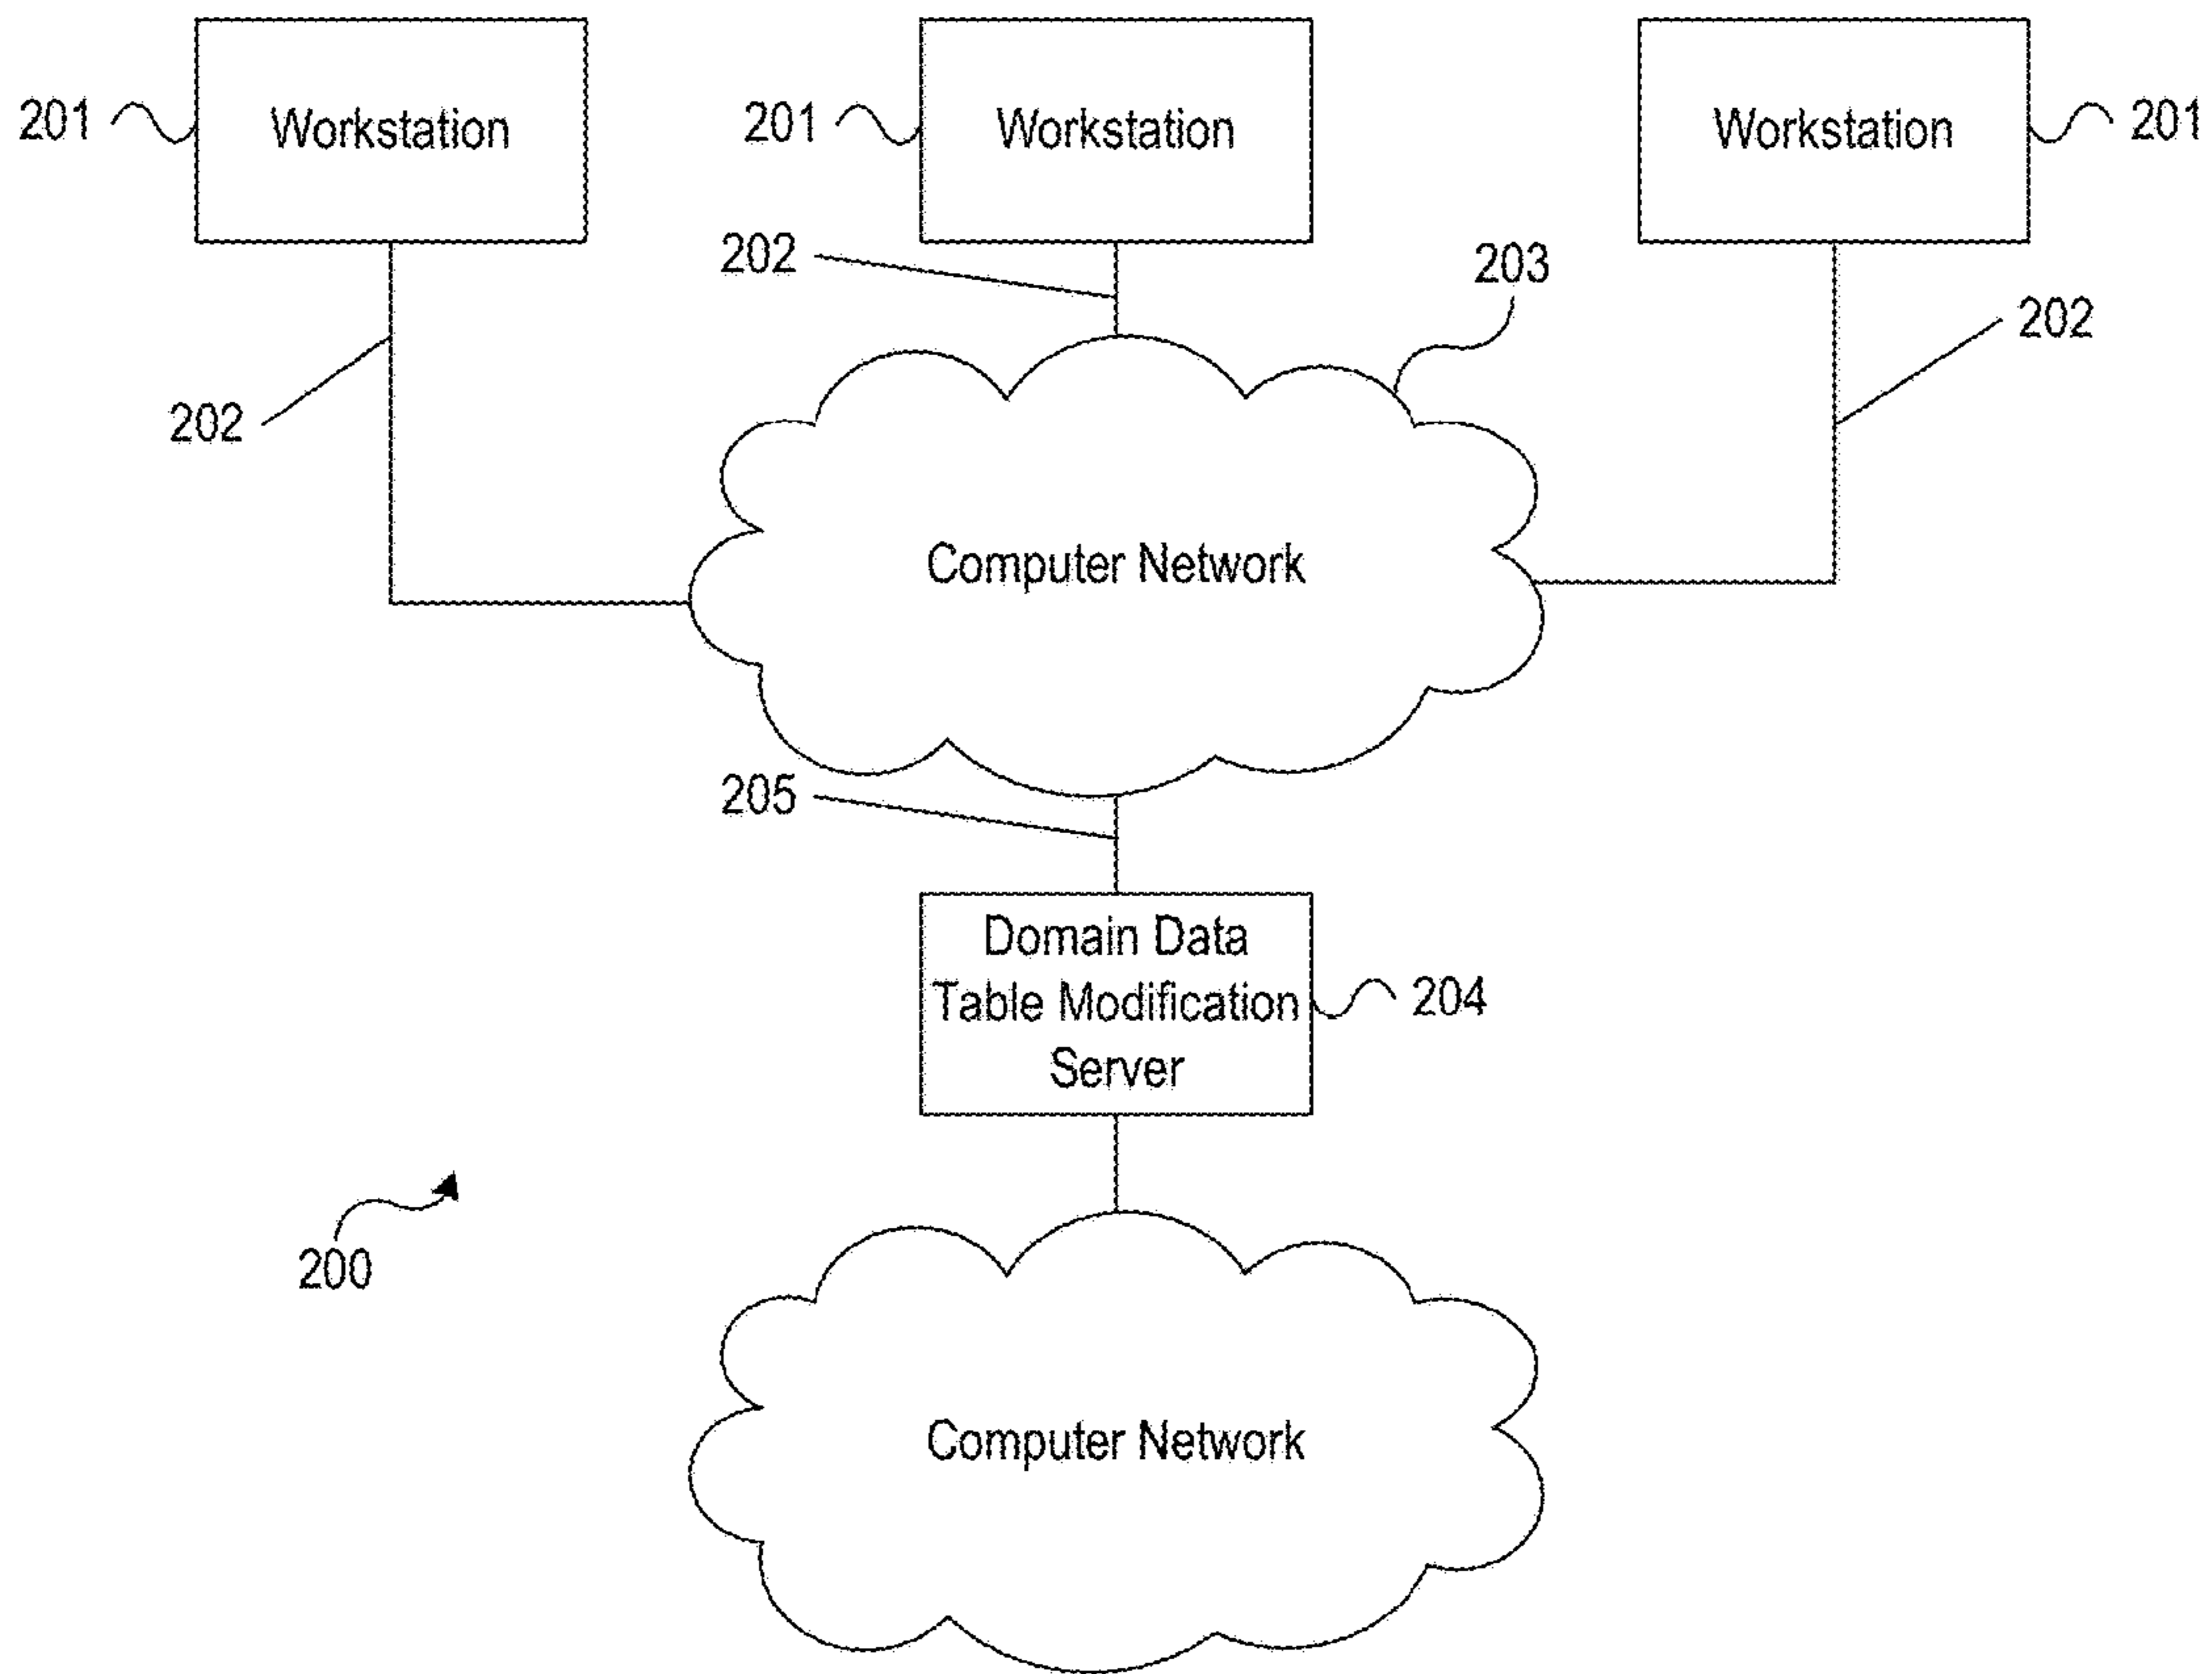 201
Workstation
201
Workstation
Workstation
201
202
203
202
202
Computer Network
205
Domain Data
Table Modification
Server
204
200
Computer Network